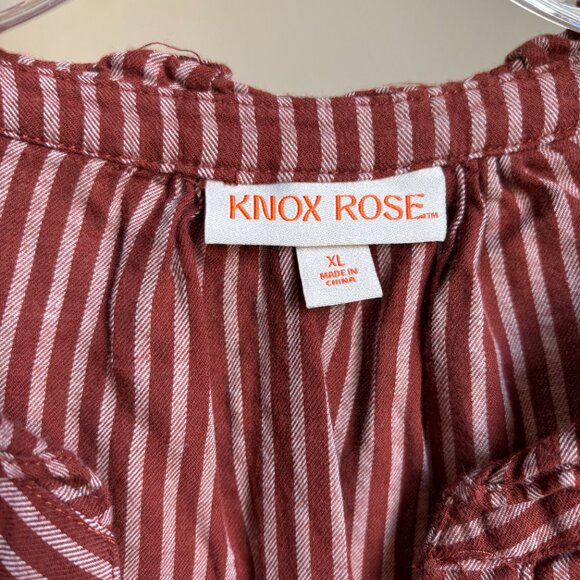 KNOX ROSE™
XL
MADE IN
CHINA